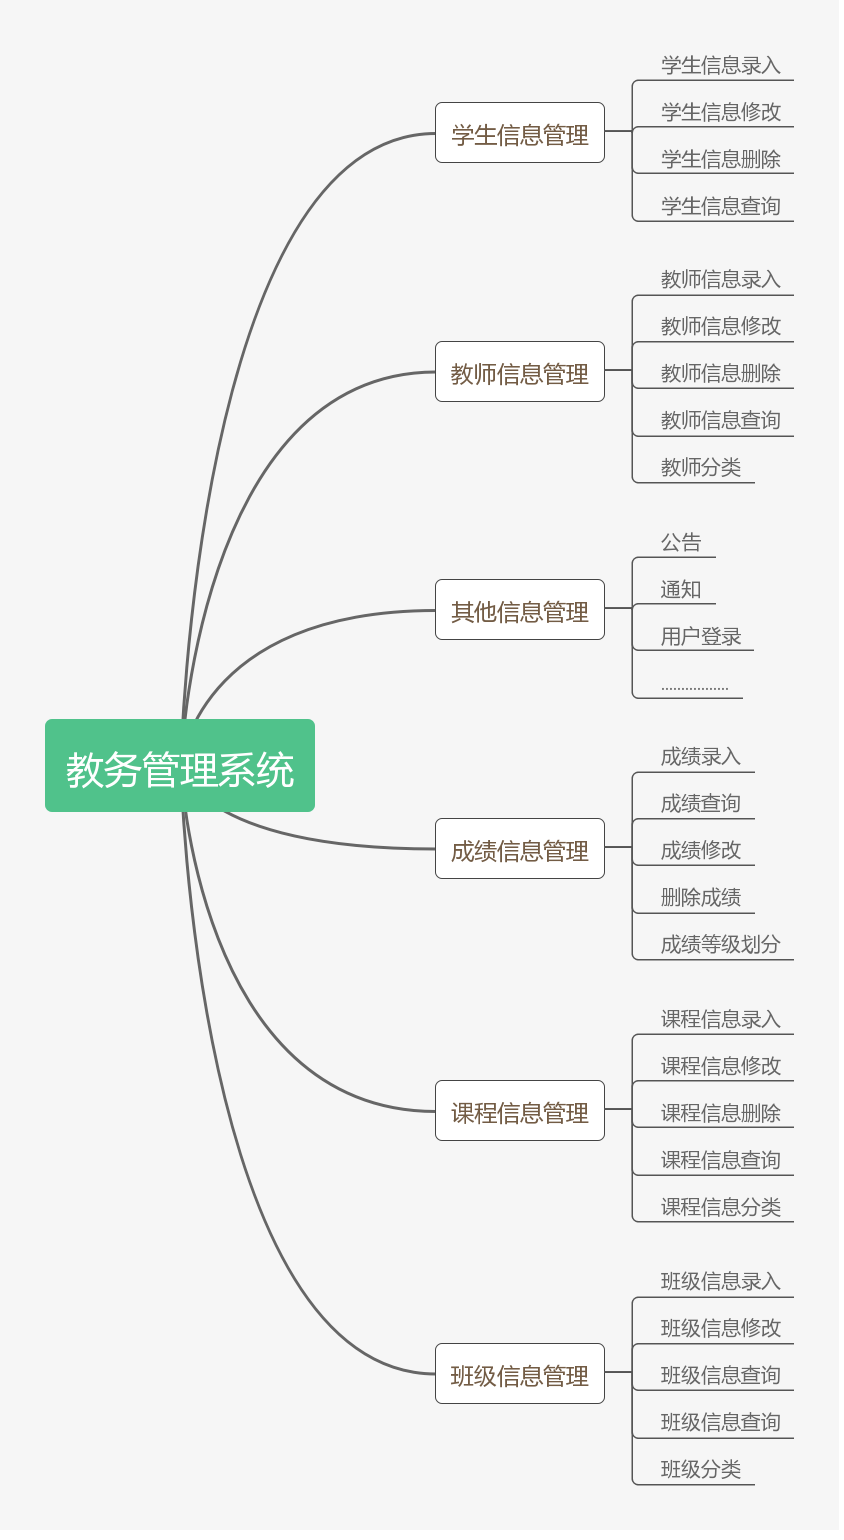 教务管理系统
学生信息管理
学生信息录入
学生信息修改
学生信息删除
学生信息查询
教师信息管理
教师信息录入
教师信息修改
教师信息删除
教师信息查询
教师分类
其他信息管理
公告
通知
用户登录
.................
成绩信息管理
成绩录入
成绩查询
成绩修改
删除成绩
成绩等级划分
课程信息管理
课程信息录入
课程信息修改
课程信息删除
课程信息查询
课程信息分类
班级信息管理
班级信息录入
班级信息修改
班级信息查询
班级信息查询
班级分类